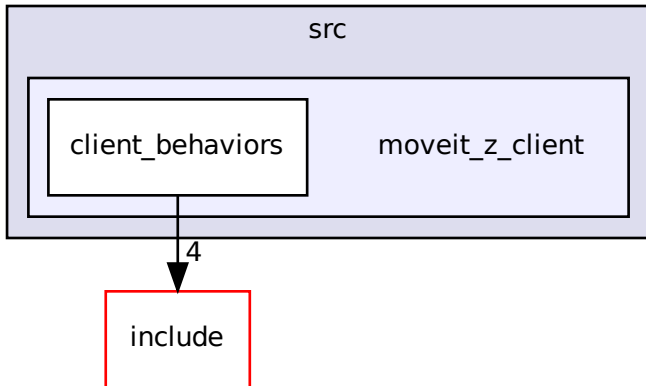 src
client_behaviors
moveit_z_client
4
include